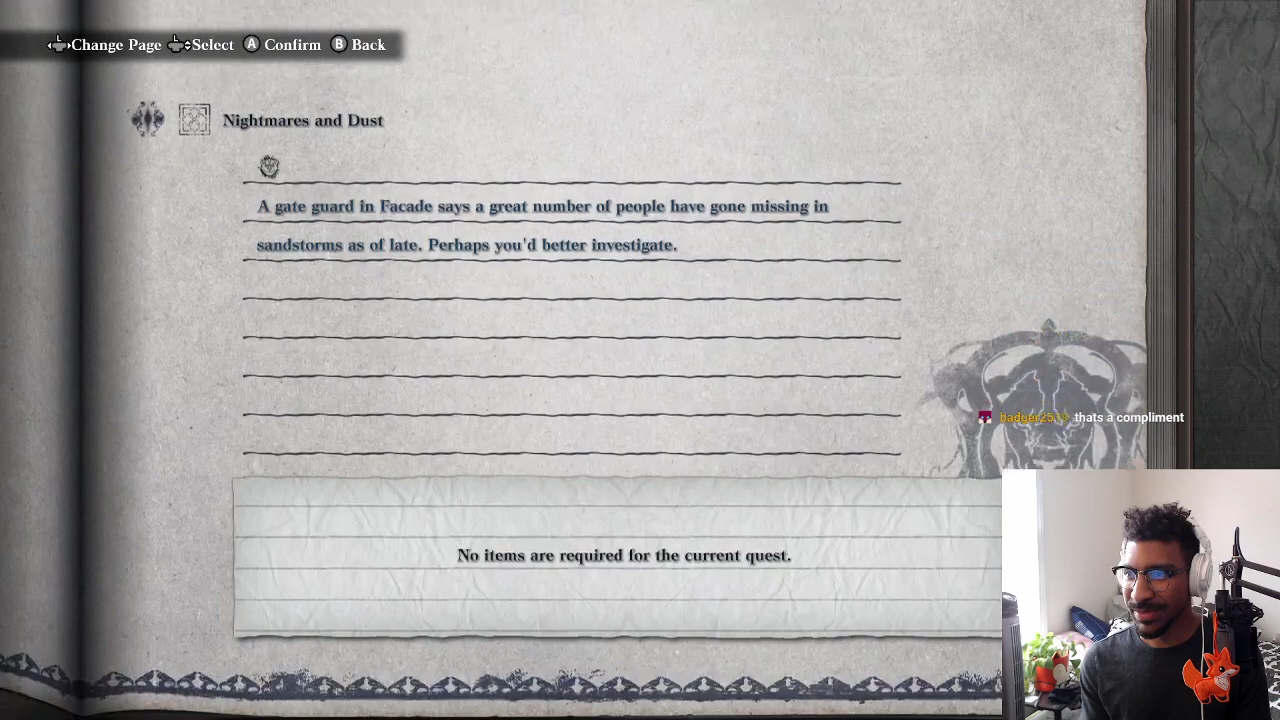 L Change Page L Select A Confirm B Back
Nightmares and Dust
A gate guard in Facade says a great number of people have gone missing in
sandstorms as of late. Perhaps you'd better investigate.
thats a compliment
No items are required for the current quest.